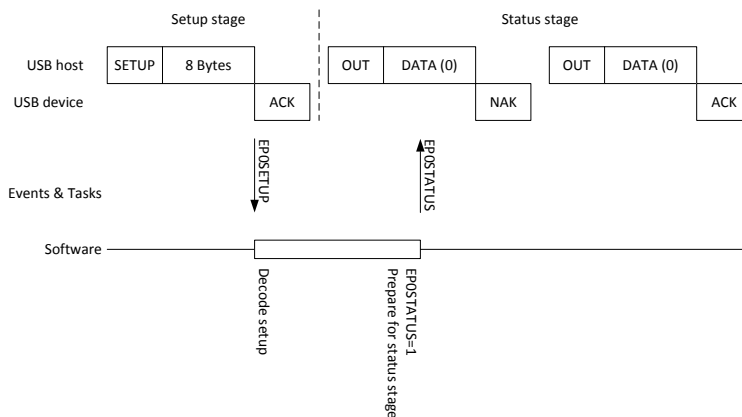 Setup stage
Status stage
USB host
SETUP
8 Bytes
OUT
DATA (0)
OUT
DATA (0)
USB device
ACK
NAK
ACK
EP0SETUP
EP0STATUS
Events & Tasks
Software
Decode setup
EP0STATUS=1
Prepare for status stage